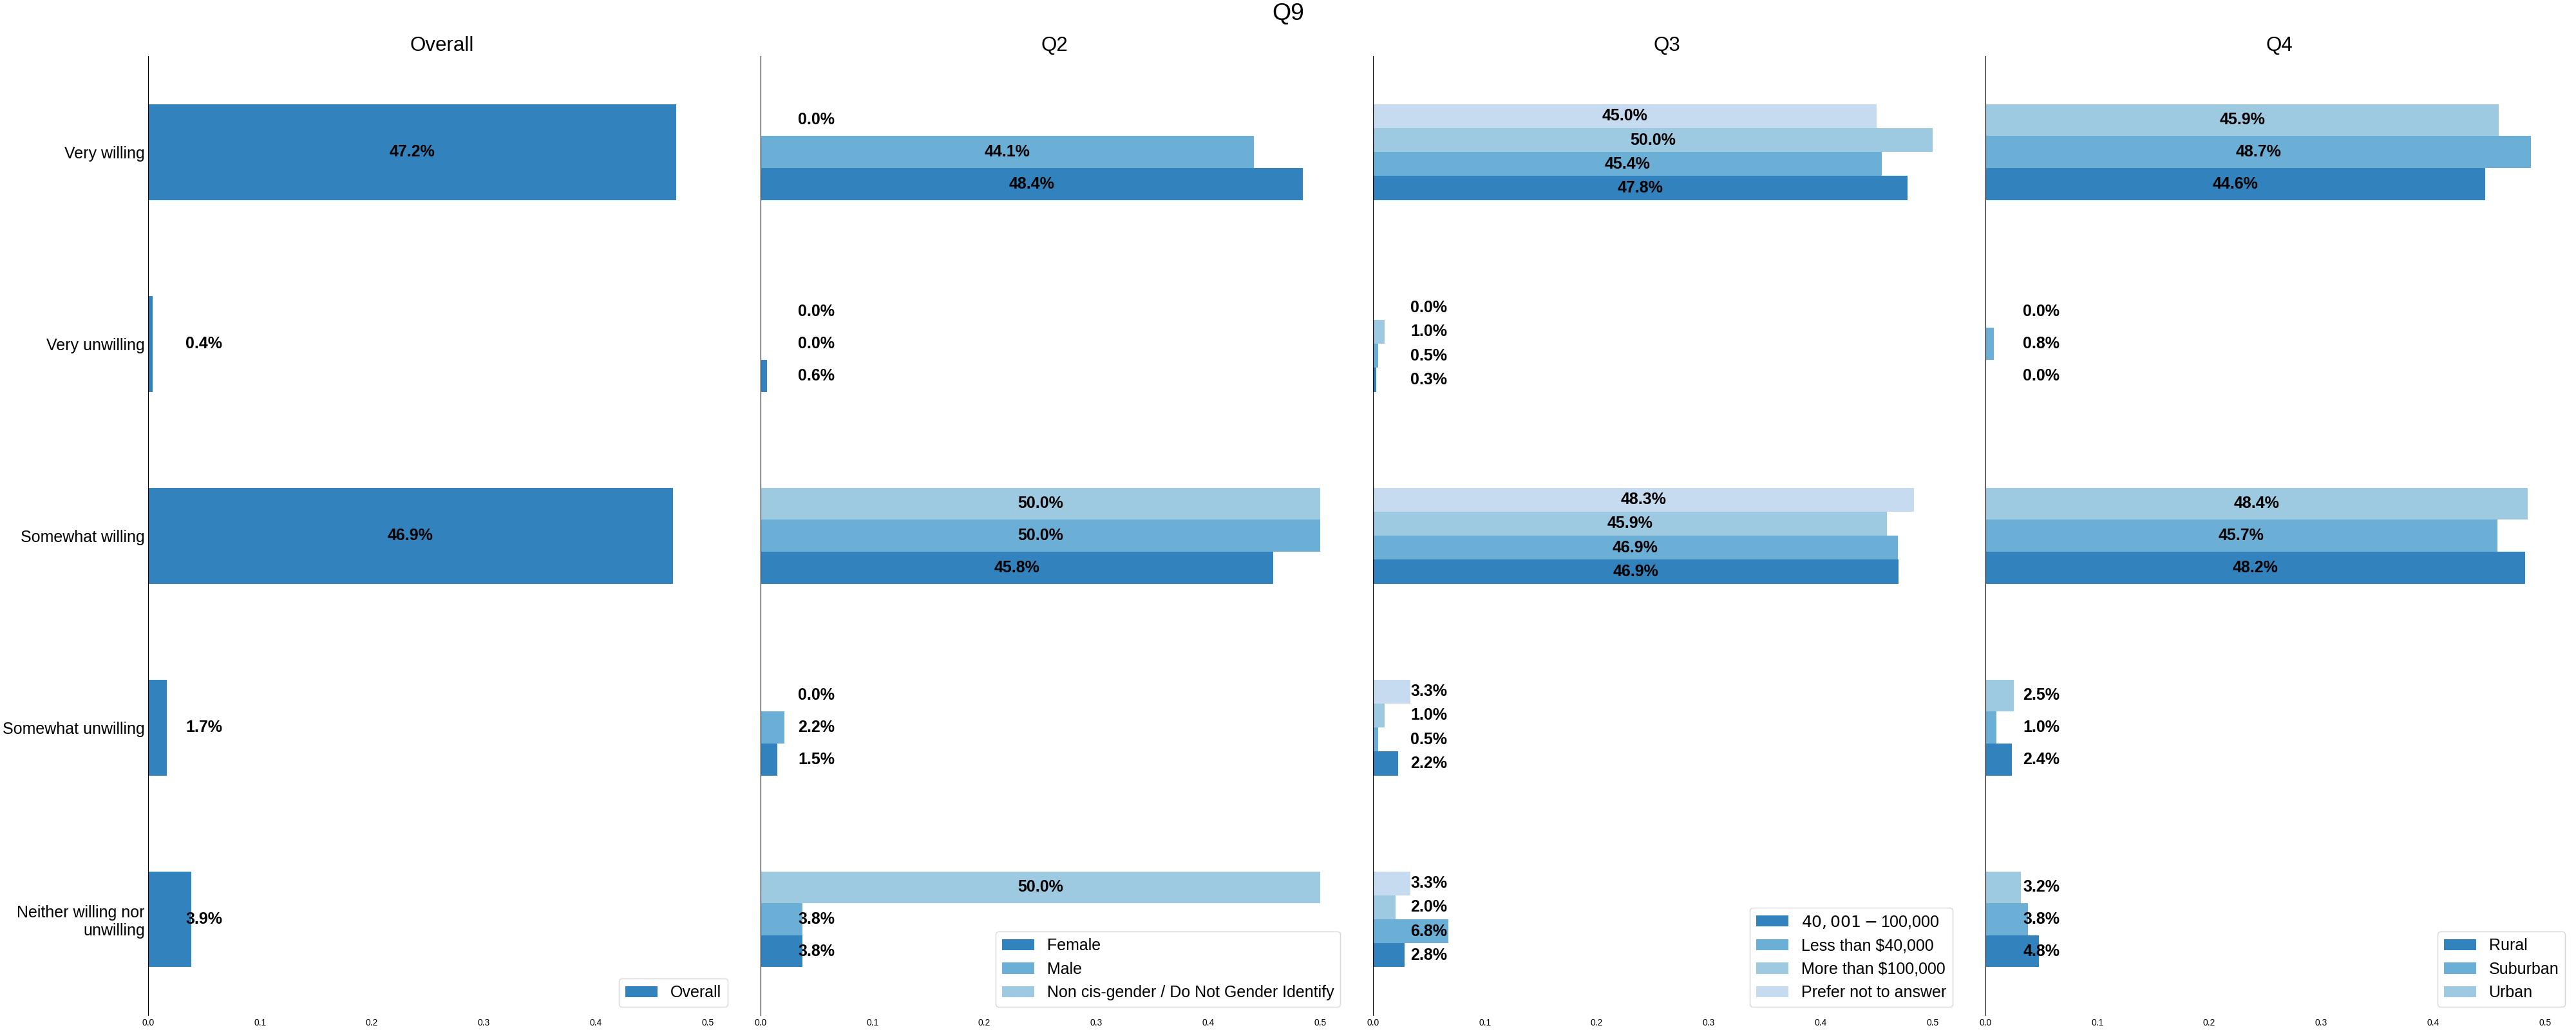 Q9
Overall
Very willing
47.2%
Very unwilling
0.4%
Somewhat willing
46.9%
Somewhat unwilling
1.7%
Neither willing nor
unwilling
3.9%
Overall
0.0 0.1 0.2 0.3 0.4 0.5
Q2
0.0%
44.1%
48.4%
0.0%
0.0%
0.6%
50.0%
50.0%
45.8%
0.0%
2.2%
1.5%
50.0%
3.8%
3.8%
Female
Male
Non cis-gender / Do Not Gender Identify
0.0 0.1 0.2 0.3 0.4 0.5
Q3
45.0%
50.0%
45.4%
47.8%
0.0%
1.0%
0.5%
0.3%
48.3%
45.9%
46.9%
46.9%
3.3%
1.0%
0.5%
2.2%
3.3%
2.0%
6.8%
2.8%
40, 001 − 100,000
Less than $40,000
More than $100,000
Prefer not to answer
0.0 0.1 0.2 0.3 0.4 0.5
Q4
45.9%
48.7%
44.6%
0.0%
0.8%
0.0%
48.4%
45.7%
48.2%
2.5%
1.0%
2.4%
3.2%
3.8%
4.8%
Rural
Suburban
Urban
0.0 0.1 0.2 0.3 0.4 0.5